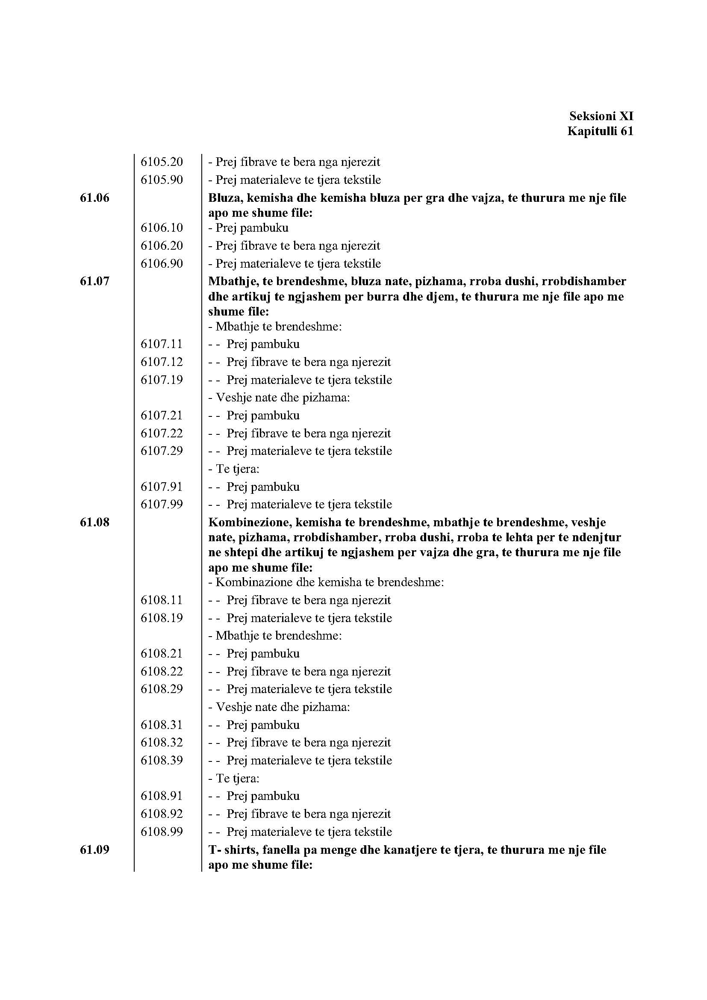 Seksioni XI
Kapitulli 61
6105.20 - Prej fibrave te bera nga njerezit
6105.90 - Prej materialeve te tjera tekstile
61.06 Bluza, kemisha dhe kemisha bluza per gra dhe vajza, te thurura me nje file
apo me shume file:
6106.10 - Prej pambuku
6106.20 - Prej fibrave te bera nga njerezit
6106.90 - Prej materialeve te tjera tekstile
61.07 Mbathje, te brendeshme, bluza nate, pizhama, rroba dushi, rrobdishamber
dhe artikuj te ngjashem per burra dhe djem, te thurura me nje file apo me
shume file:
- Mbathje te brendeshme:
6107.11 - - Prej pambuku
6107.12 - - Prej fibrave te bera nga njerezit
6107.19 - - Prej materialeve te tjera tekstile
- Veshje nate dhe pizhama:
6107.21 - - Prej pambuku
6107.22 - - Prej fibrave te bera nga njerezit
6107.29 - - Prej materialeve te tjera tekstile
- Te tjera:
6107.91 - - Prej pambuku
6107.99 - - Prej materialeve te tjera tekstile
61.08 Kombinezione, kemisha te brendeshme, mbathje te brendeshme, veshje
nate, pizhama, rrobdishamber, rroba dushi, rroba te lehta per te ndenjtur
ne shtepi dhe artikuj te ngjashem per vajza dhe gra, te thurura me nje file
apo me shume file:
- Kombinazione dhe kemisha te brendeshme:
6108.11 - - Prej fibrave te bera nga njerezit
6108.19 - - Prej materialeve te tjera tekstile
- Mbathje te brendeshme:
6108.21 - - Prej pambuku
6108.22 - - Prej fibrave te bera nga njerezit
6108.29 - - Prej materialeve te tjera tekstile
- Veshje nate dhe pizhama:
6108.31 - - Prej pambuku
6108.32 - - Prej fibrave te bera nga njerezit
6108.39 - - Prej materialeve te tjera tekstile
- Te tjera:
6108.91 - - Prej pambuku
6108.92 - - Prej fibrave te bera nga njerezit
6108.99 - - Prej materialeve te tjera tekstile
61.09 T- shirts, fanella pa menge dhe kanatjere te tjera, te thurura me nje file
apo me shume file: